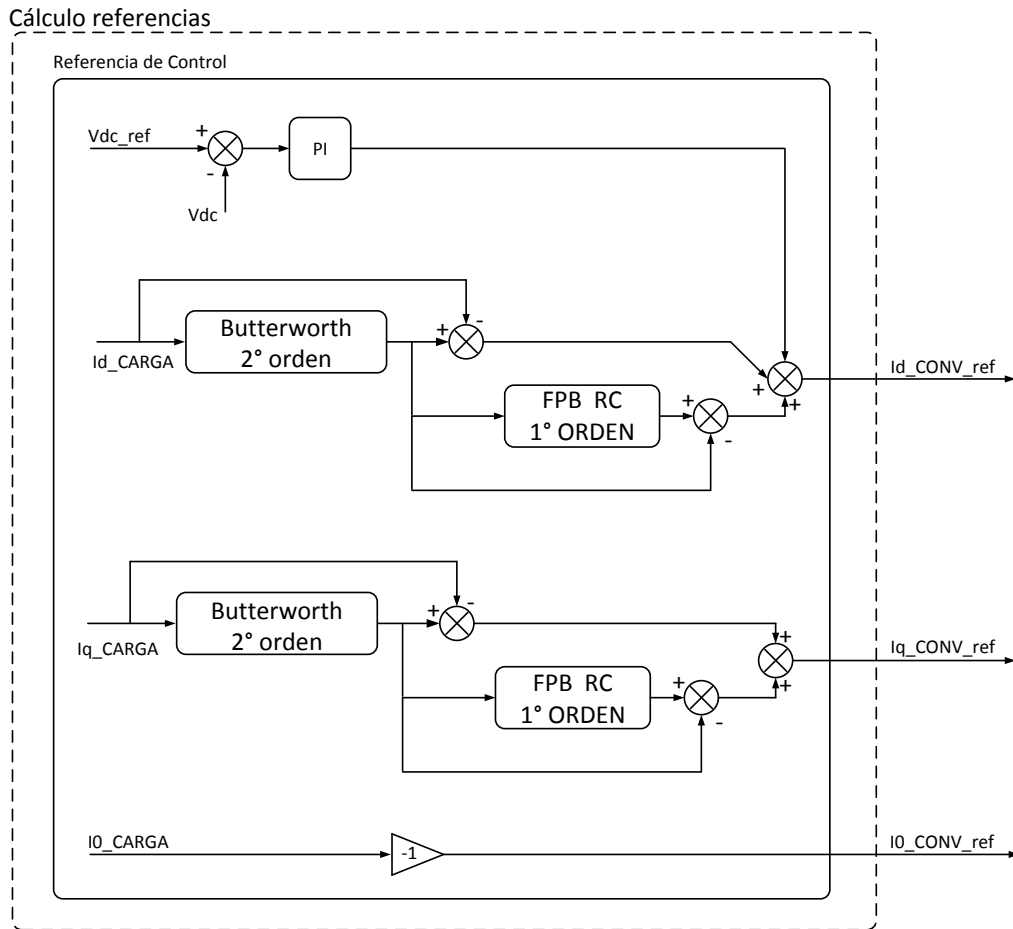 Cálculo referencias
Referencia de Control
Vdc_ref
+
-
PI
Vdc
Id_CARGA
Butterworth
2° orden
+
-
FPB RC
1° ORDEN
+
-
+
+
Id_CONV_ref
Iq_CARGA
Butterworth
2° orden
+
-
FPB RC
1° ORDEN
+
-
+
+
Iq_CONV_ref
I0_CARGA
-1
I0_CONV_ref